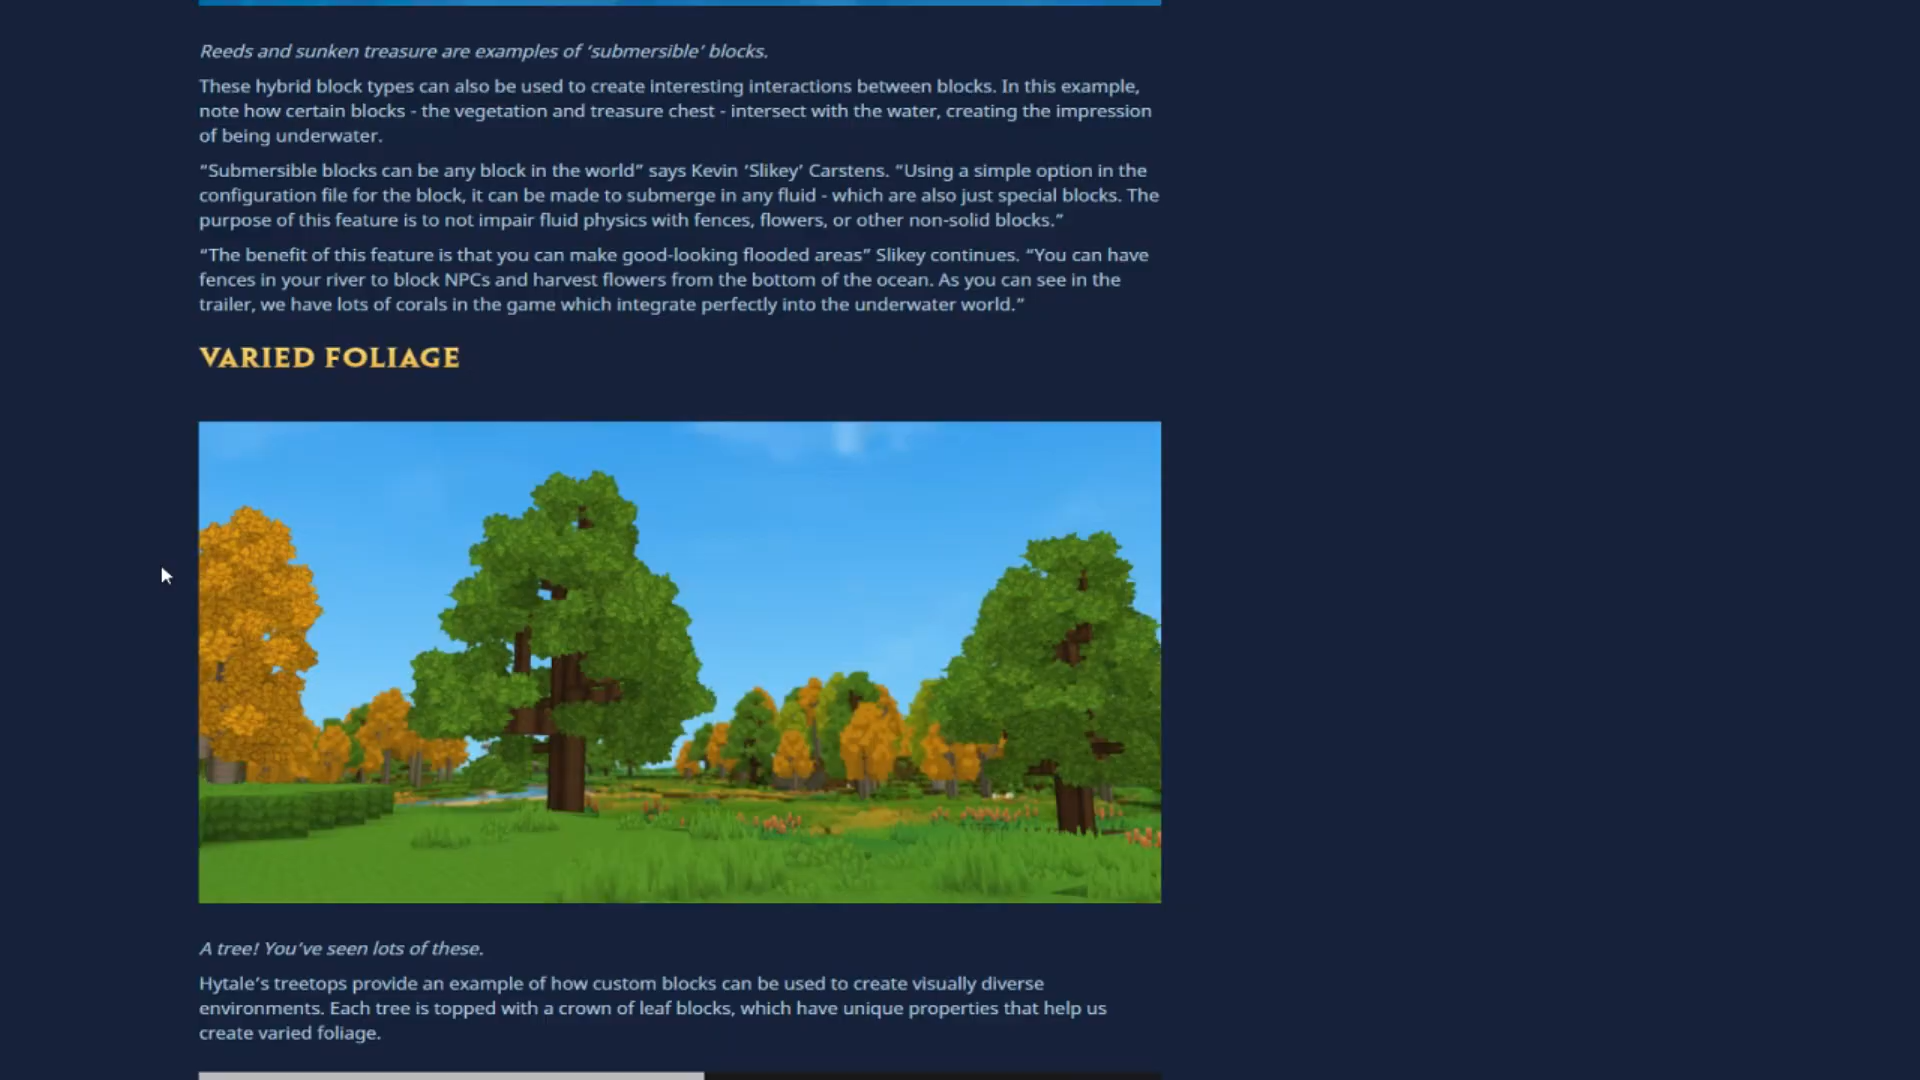 Reeds and sunken treasure are examples of ‘submersible’ blocks.
These hybrid block types can also be used to create interesting interactions between blocks. In this example,
note how certain blocks - the vegetation and treasure chest - intersect with the water, creating the impression
of being underwater.
“Submersible blocks can be any block in the world” says Kevin ‘Slikey’ Carstens. “Using a simple option in the
configuration file for the block, it can be made to submerge in any fluid - which are also just special blocks. The
purpose of this feature is to not impair fluid physics with fences, flowers, or other non-solid blocks.”
“The benefit of this feature is that you can make good-looking flooded areas” Slikey continues. “You can have
fences in your river to block NPCs and harvest flowers from the bottom of the ocean. As you can see in the
trailer, we have lots of corals in the game which integrate perfectly into the underwater world.”
VARIED FOLIAGE
A tree! You’ve seen lots of these.
Hytale’s treetops provide an example of how custom blocks can be used to create visually diverse
environments. Each tree is topped with a crown of leaf blocks, which have unique properties that help us
create varied foliage.